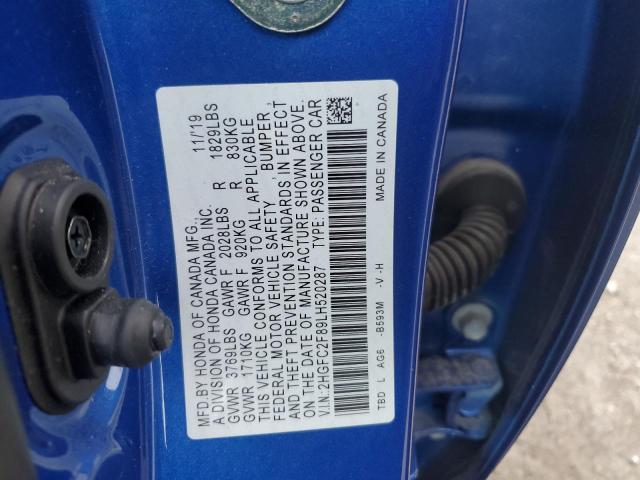 MFD.BY HONDA OF CANADA MFG., 11/19
A DIVISION OF HONDA CANADA INC.
GVWR 3769LBS GAWR F 2028LBS R 1829LBS
GVWR 1710KG GAWR F 920KG R 830KG
THIS VEHICLE CONFORMS TO ALL APPLICABLE
FEDERAL MOTOR VEHICLE SAFETY, BUMPER,
AND THEFT PREVENTION STANDARDS IN EFFECT
ON THE DATE OF MANUFACTURE SHOWN ABOVE.
V.I.N: 2HGFC2F89LH520287 TYPE: PASSENGER CAR
TBD L AG6 -B593M -V -H MADE IN CANADA